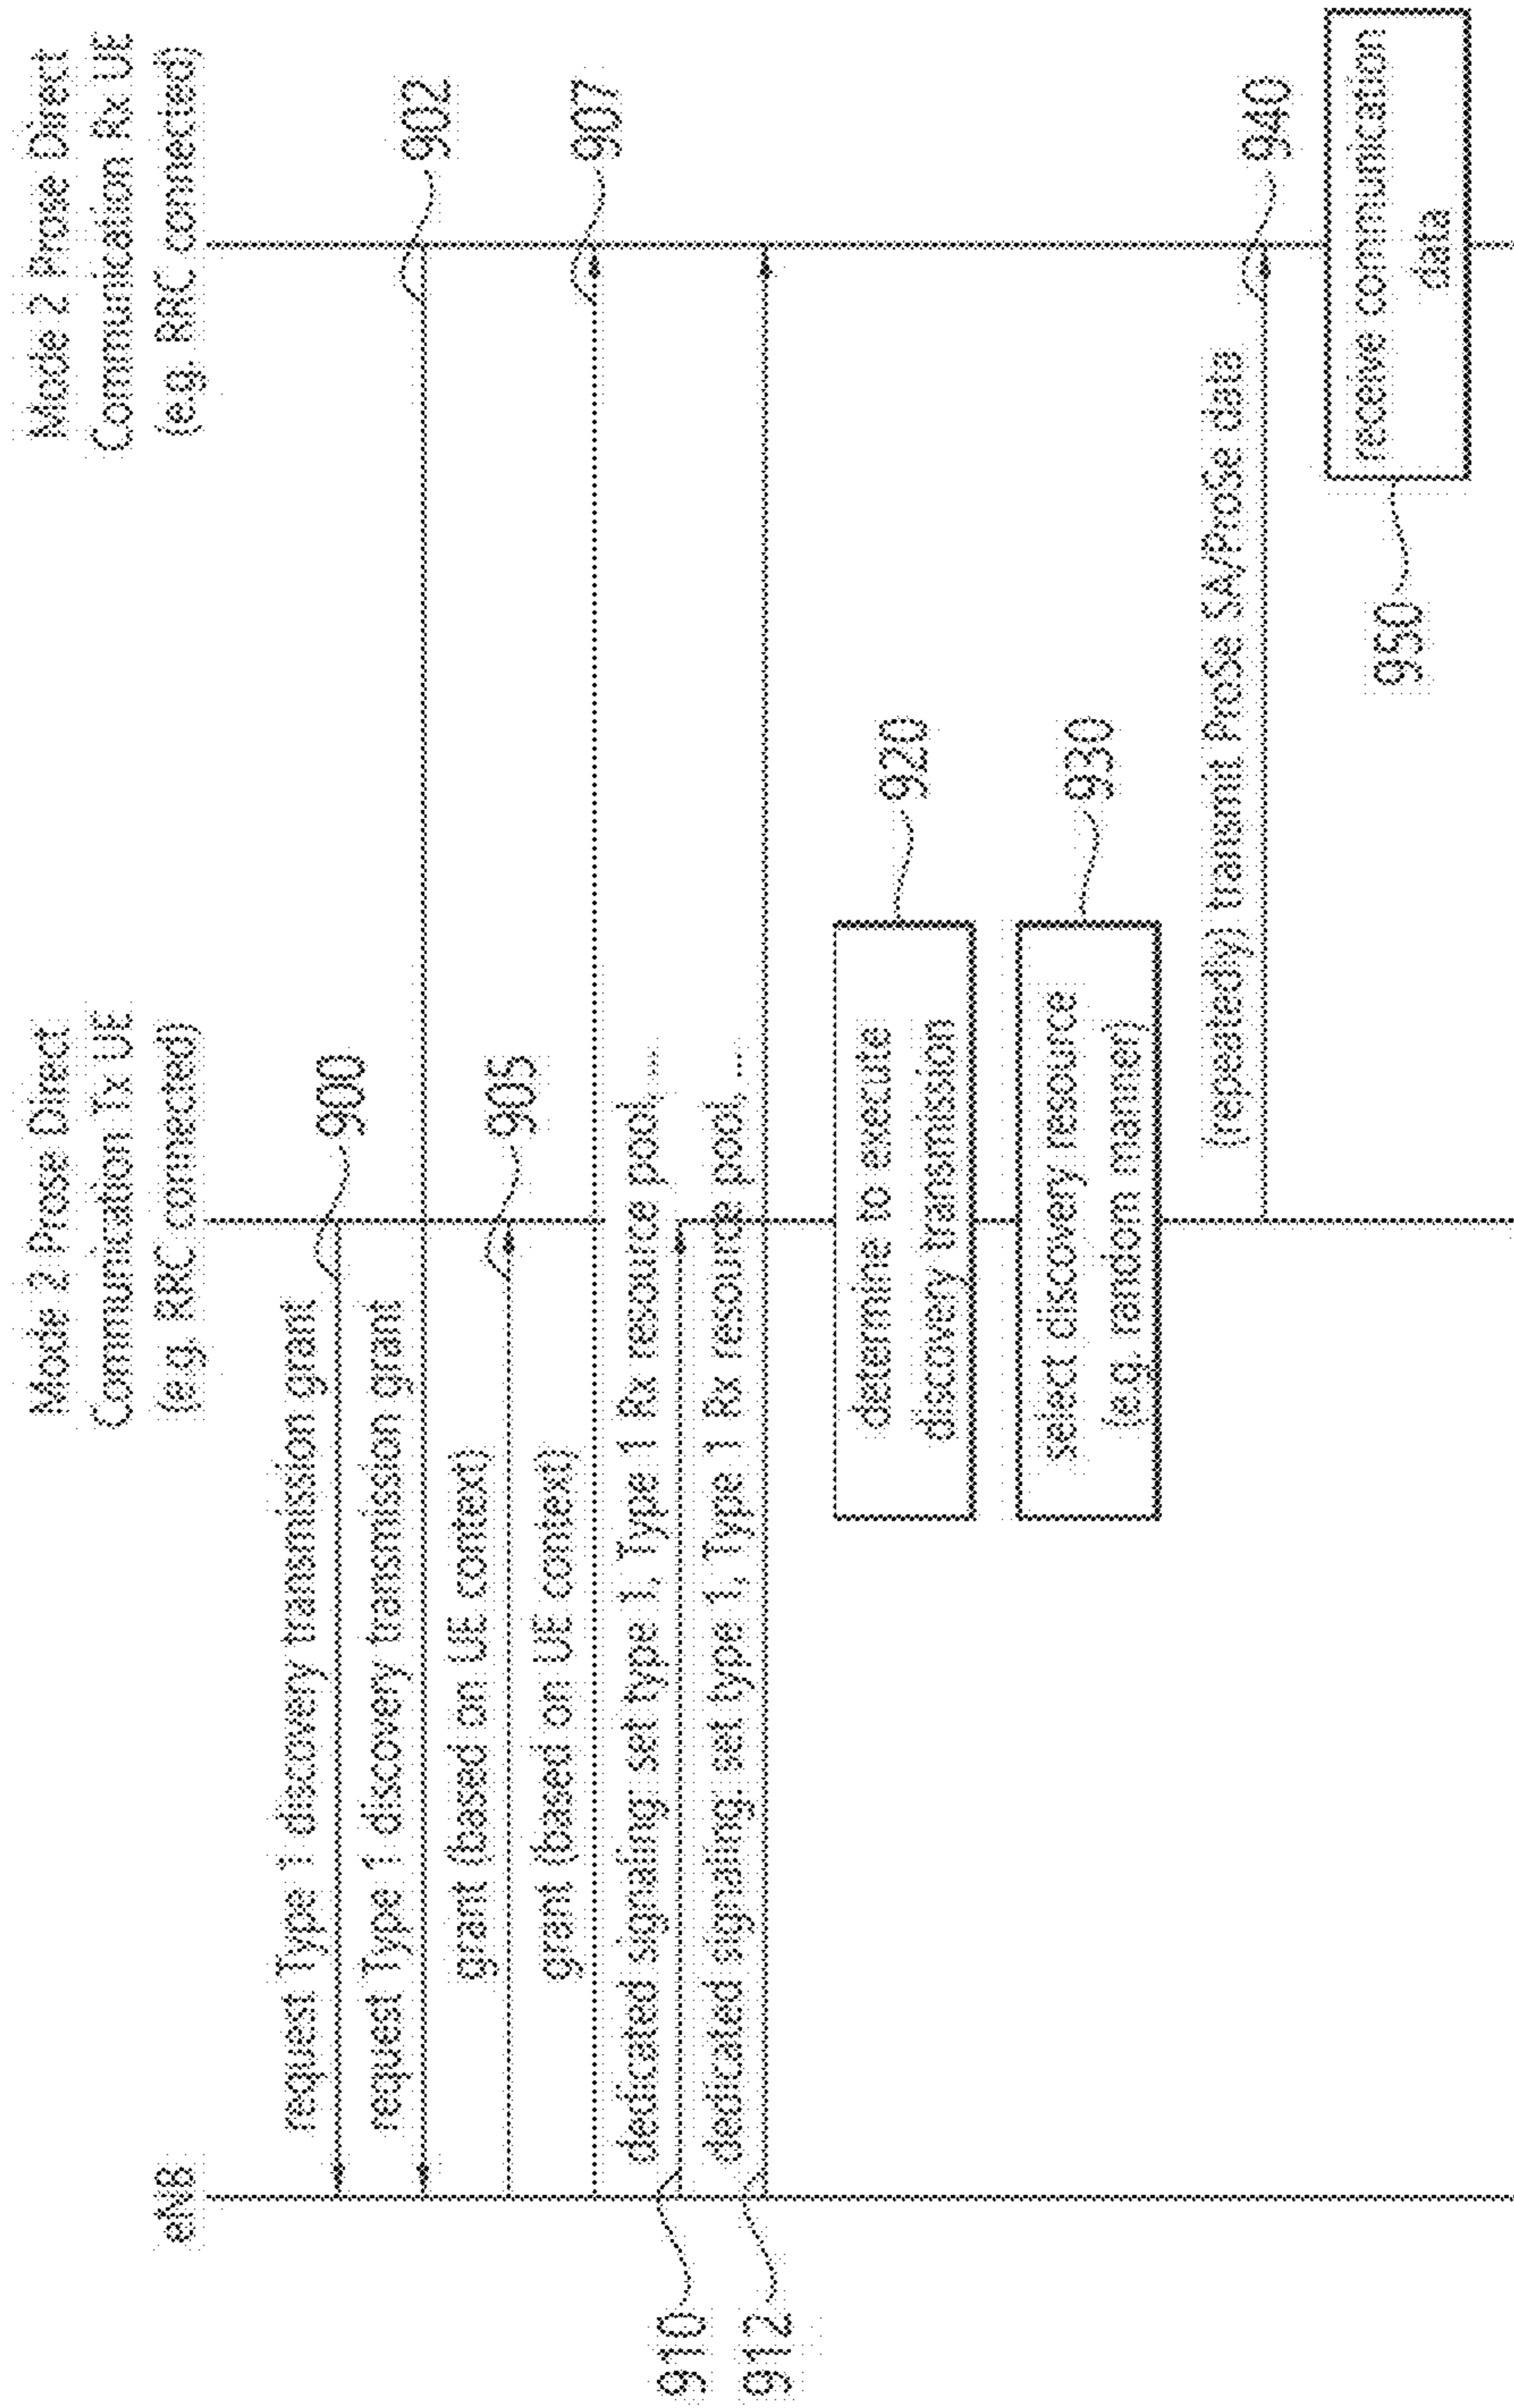 eNB
Mode 2 Prose Direct
Communication Tx UE
(e.g. RRC connected)
Mode 2 Prose Direct
Communication Rx UE
(e.g. RRC connected)
request Type 1 discovery transmission grant
900
request Type 1 discovery transmission grant
902
grant (based on UE context)
905
grant (based on UE context)
907
dedicated signaling: set type 1, Type 1 Rx resource pool, ...
910
dedicated signaling: set type 1, Type 1 Rx resource pool, ...
912
determine to execute
discovery transmission
920
select discovery resource
(e.g. random manner)
930
(repeatedly) transmit ProSe SA/ProSe data
940
receive communication
data
950